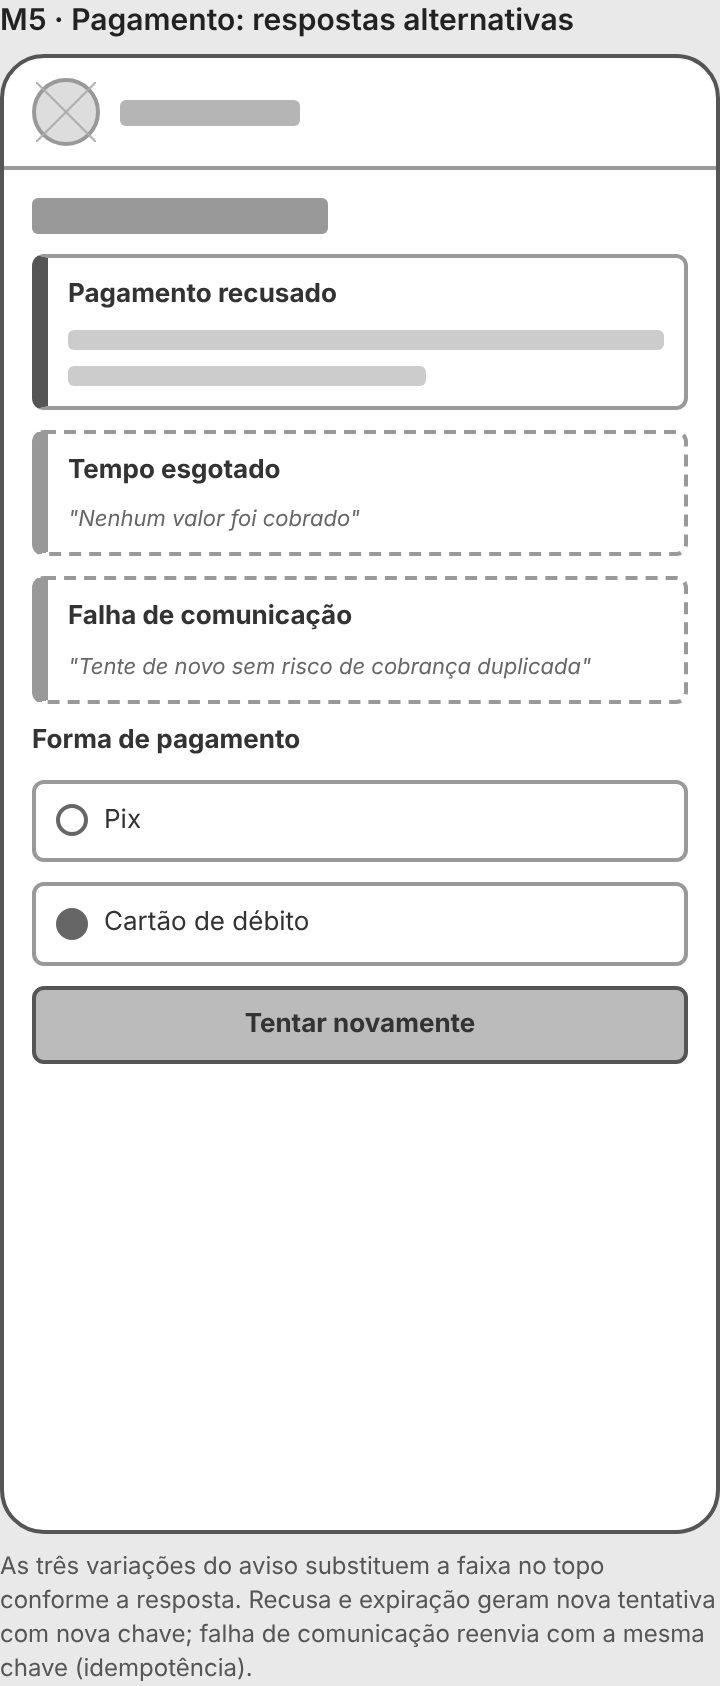 M5 · Pagamento: respostas alternativas
Pagamento recusado
Tempo esgotado
"Nenhum valor foi cobrado"
Falha de comunicação
"Tente de novo sem risco de cobrança duplicada"
Forma de pagamento
Pix
Cartão de débito
Tentar novamente
As três variações do aviso substituem a faixa no topo
conforme a resposta. Recusa e expiração geram nova tentativa
com nova chave; falha de comunicação reenvia com a mesma
chave (idempotência).